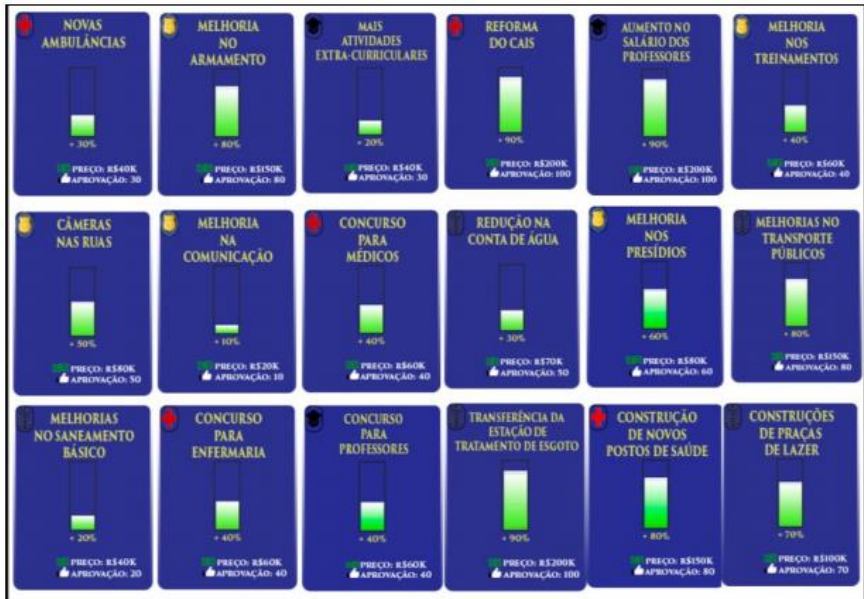 NOVAS
AMBULÂNCIAS
+ 30%
PREÇO: R$40K
APROVAÇÃO: 30
MELHORIA
NO
ARMAMENTO
+ 80%
PREÇO: R$150K
APROVAÇÃO: 80
MAIS
ATIVIDADES
EXTRA-CURRICULARES
+ 20%
PREÇO: R$40K
APROVAÇÃO: 30
REFORMA
DO CAIS
+ 90%
PREÇO: R$200K
APROVAÇÃO: 100
AUMENTO NO
SALÁRIO DOS
PROFESSORES
+ 90%
PREÇO: R$200K
APROVAÇÃO: 100
MELHORIA
NOS
TREINAMENTOS
+ 40%
PREÇO: R$60K
APROVAÇÃO: 40
CÂMERAS
NAS RUAS
+ 50%
PREÇO: R$80K
APROVAÇÃO: 50
MELHORIA
NA
COMUNICAÇÃO
+ 10%
PREÇO: R$20K
APROVAÇÃO: 10
CONCURSO
PARA
MÉDICOS
+ 40%
PREÇO: R$60K
APROVAÇÃO: 40
REDUÇÃO NA
CONTA DE ÁGUA
+ 30%
PREÇO: R$70K
APROVAÇÃO: 50
MELHORIA
NOS
PRESÍDIOS
+ 60%
PREÇO: R$80K
APROVAÇÃO: 60
MELHORIAS NO
TRANSPORTE
PÚBLICOS
+ 80%
PREÇO: R$150K
APROVAÇÃO: 80
MELHORIAS
NO SANEAMENTO
BÁSICO
+ 20%
PREÇO: R$40K
APROVAÇÃO: 20
CONCURSO
PARA
ENFERMARIA
+ 40%
PREÇO: R$60K
APROVAÇÃO: 40
CONCURSO
PARA
PROFESSORES
+ 40%
PREÇO: R$60K
APROVAÇÃO: 40
TRANSFERÊNCIA DA
ESTAÇÃO DE
TRATAMENTO DE ESGOTO
+ 90%
PREÇO: R$200K
APROVAÇÃO: 100
CONSTRUÇÃO
DE NOVOS
POSTOS DE SAÚDE
+ 80%
PREÇO: R$150K
APROVAÇÃO: 80
CONSTRUÇÕES
DE PRAÇAS
DE LAZER
+ 70%
PREÇO: R$100K
APROVAÇÃO: 70